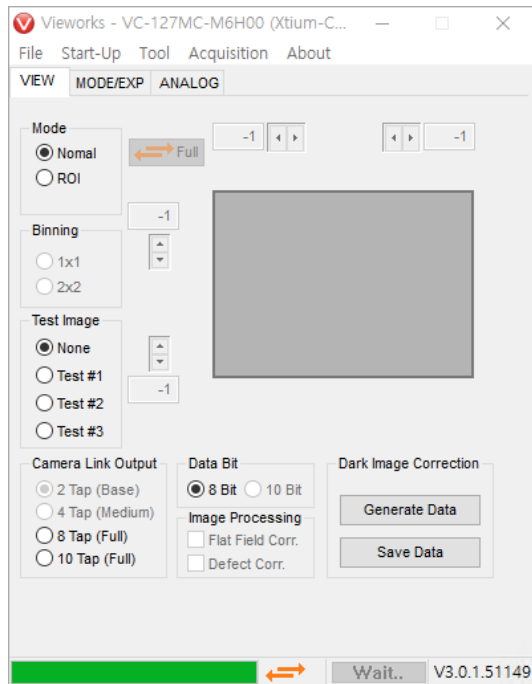 Vieworks - VC-127MC-M6H00 (Xtium-C...
File Start-Up Tool Acquisition About
VIEW MODE/EXP ANALOG
Mode
Nomal
ROI
Full
-1
-1
-1
Binning
1x1
2x2
Test Image
None
Test #1
Test #2
Test #3
-1
Camera Link Output
2 Tap (Base)
4 Tap (Medium)
8 Tap (Full)
10 Tap (Full)
Data Bit
8 Bit 10 Bit
Image Processing
Flat Field Corr.
Defect Corr.
Dark Image Correction
Generate Data
Save Data
Wait.. V3.0.1.51149